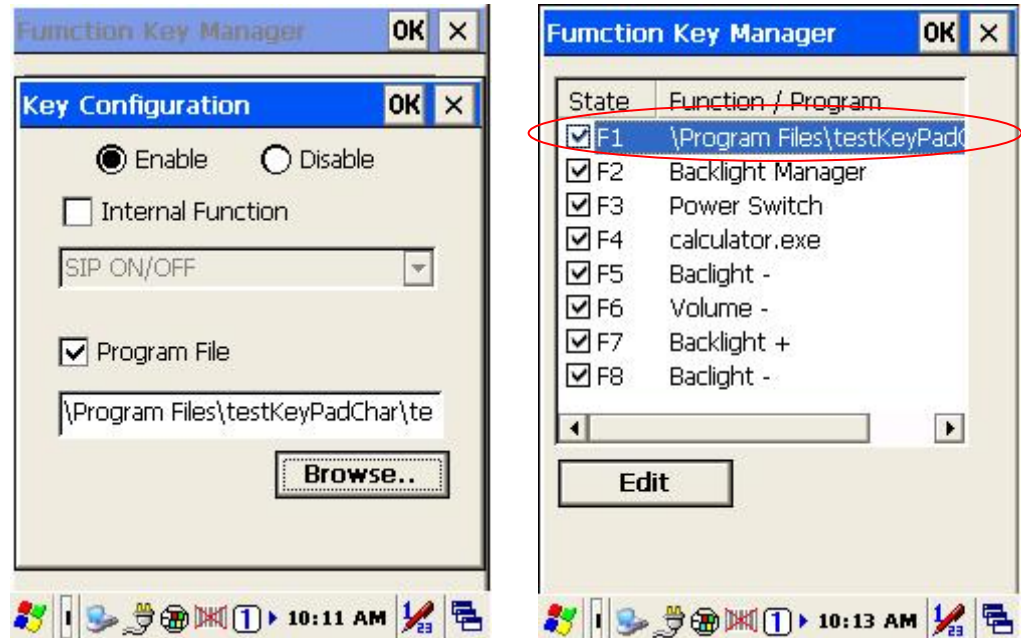 Fumction Key Manager OK
Key Configuration OK
Enable Disable
Internal Function
SIP ON/OFF
Program File
\Program Files\testKeyPadChar\te
Browse..
10:11 AM
Fumction Key Manager OK
State Function / Program
F1 \Program Files\testKeyPadC
F2 Backlight Manager
F3 Power Switch
F4 calculator.exe
F5 Baclight -
F6 Volume -
F7 Backlight +
F8 Baclight -
Edit
1 10:13 AM